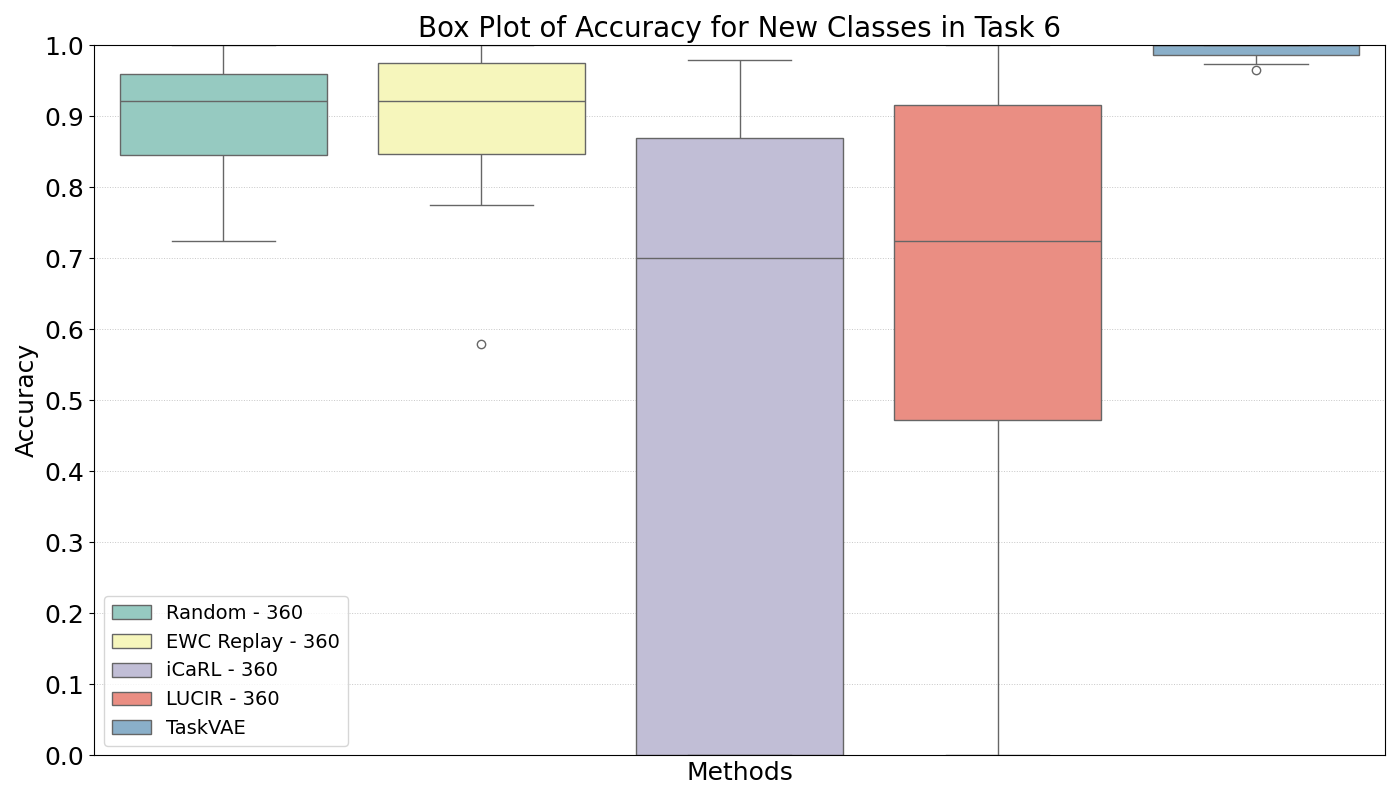 Box Plot of Accuracy for New Classes in Task 6
1.0
0.9
0.8
0.7
0.6
0.5
0.4
0.3
0.2
0.1
0.0
Accuracy
Random - 360
EWC Replay - 360
iCaRL - 360
LUCIR - 360
TaskVAE
Methods